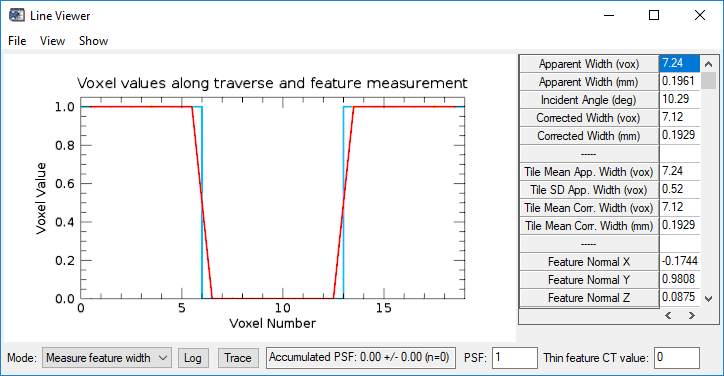 Line Viewer
File View Show
Voxel values along traverse and feature measurement
1.0
0.8
0.6
0.4
0.2
0.0
Voxel Value
0 5 10 15
Voxel Number
Apparent Width (vox) 7.24
Apparent Width (mm) 0.1961
Incident Angle (deg) 10.29
Corrected Width (vox) 7.12
Corrected Width (mm) 0.1929
-----
Tile Mean App. Width (vox) 7.24
Tile SD App. Width (vox) 0.52
Tile Mean Corr. Width (vox) 7.12
Tile Mean Corr. Width (mm) 0.1929
-----
Feature Normal X -0.1744
Feature Normal Y 0.9808
Feature Normal Z 0.0875
Mode: Measure feature width Log Trace Accumulated PSF: 0.00 +/- 0.00 (n=0) PSF: 1 Thin feature CT value: 0